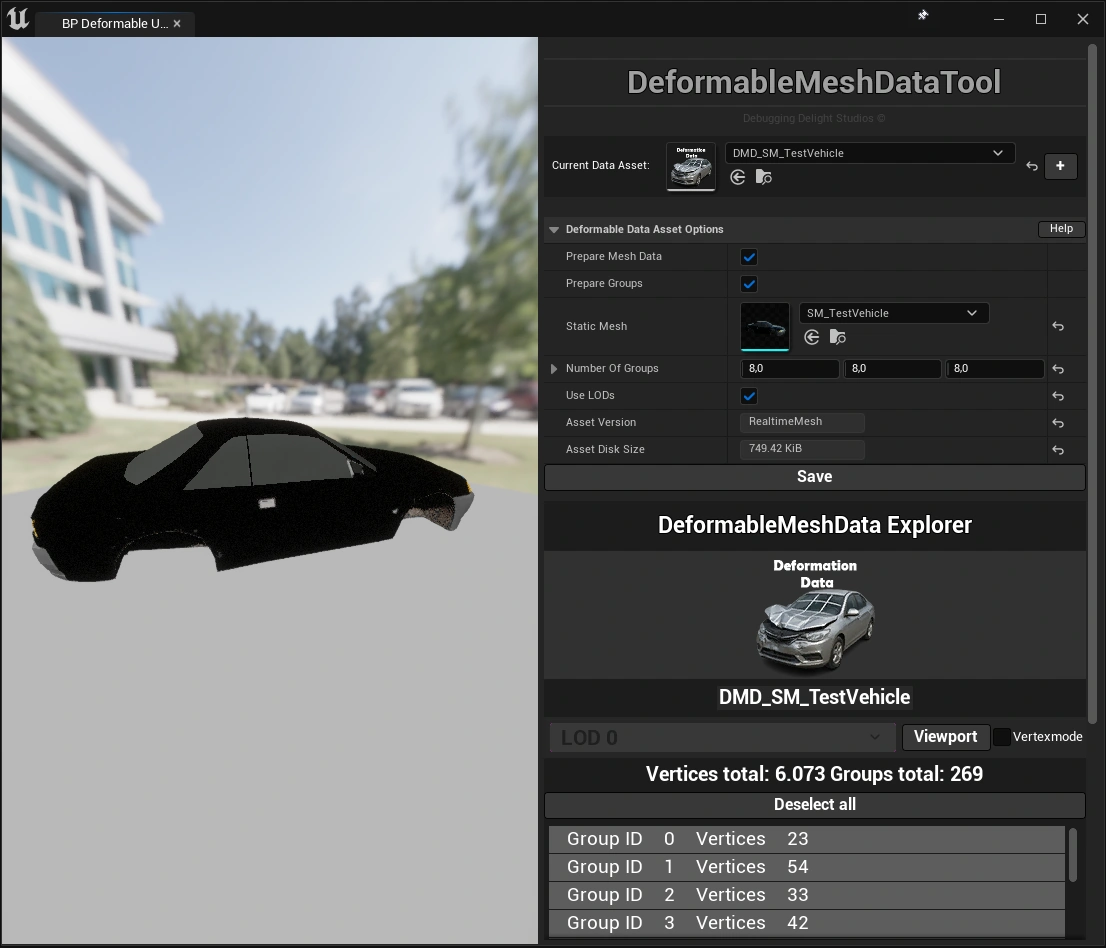 BP Deformable U...
DeformableMeshDataTool
Debugging Delight Studios ©
Current Data Asset:
Deformation
Data
DMD_SM_TestVehicle
Deformable Data Asset Options
Help
Prepare Mesh Data
Prepare Groups
Static Mesh
SM_TestVehicle
Number Of Groups
8,0
8,0
8,0
Use LODs
Asset Version
RealtimeMesh
Asset Disk Size
749.42 KiB
Save
DeformableMeshData Explorer
Deformation
Data
DMD_SM_TestVehicle
LOD 0
Viewport
Vertexmode
Vertices total: 6.073 Groups total: 269
Deselect all
Group ID 0 Vertices 23
Group ID 1 Vertices 54
Group ID 2 Vertices 33
Group ID 3 Vertices 42